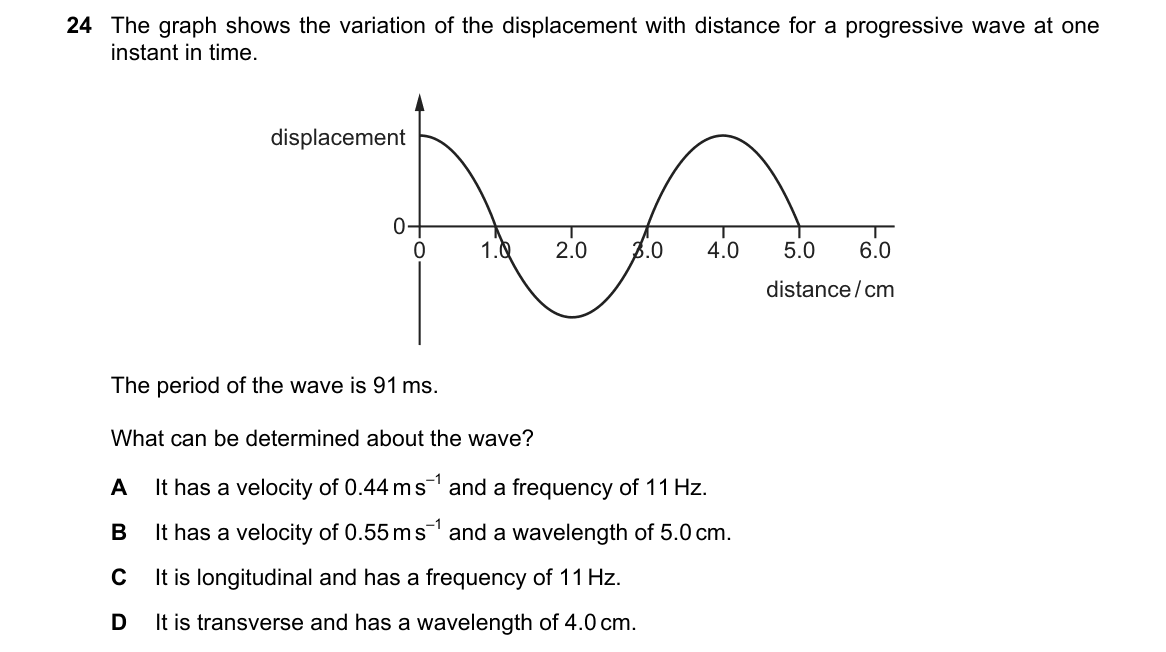 24 The graph shows the variation of the displacement with distance for a progressive wave at one
instant in time.
displacement
0
0 1.0 2.0 3.0 4.0 5.0 6.0
distance / cm
The period of the wave is 91 ms.
What can be determined about the wave?
A It has a velocity of 0.44 m s⁻¹ and a frequency of 11 Hz.
B It has a velocity of 0.55 m s⁻¹ and a wavelength of 5.0 cm.
C It is longitudinal and has a frequency of 11 Hz.
D It is transverse and has a wavelength of 4.0 cm.